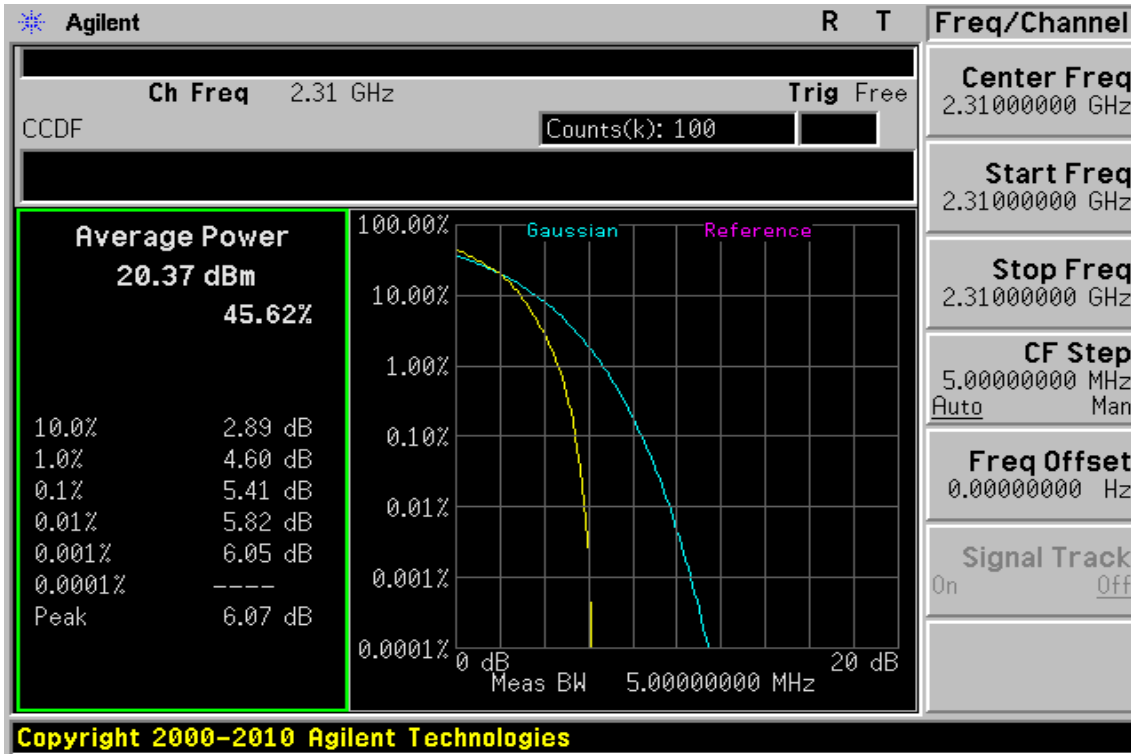 Agilent R T
Ch Freq 2.31 GHz Trig Free
CCDF Counts(k): 100
Average Power
20.37 dBm
45.62%
10.0% 2.89 dB
1.0% 4.60 dB
0.1% 5.41 dB
0.01% 5.82 dB
0.001% 6.05 dB
0.0001% ----
Peak 6.07 dB
Gaussian Reference
100.00%
10.00%
1.00%
0.10%
0.01%
0.001%
0.0001%
0 dB 20 dB
Meas BW 5.00000000 MHz
Freq/Channel
Center Freq
2.31000000 GHz
Start Freq
2.31000000 GHz
Stop Freq
2.31000000 GHz
CF Step
5.00000000 MHz
Auto Man
Freq Offset
0.00000000 Hz
Signal Track
On Off
Copyright 2000-2010 Agilent Technologies